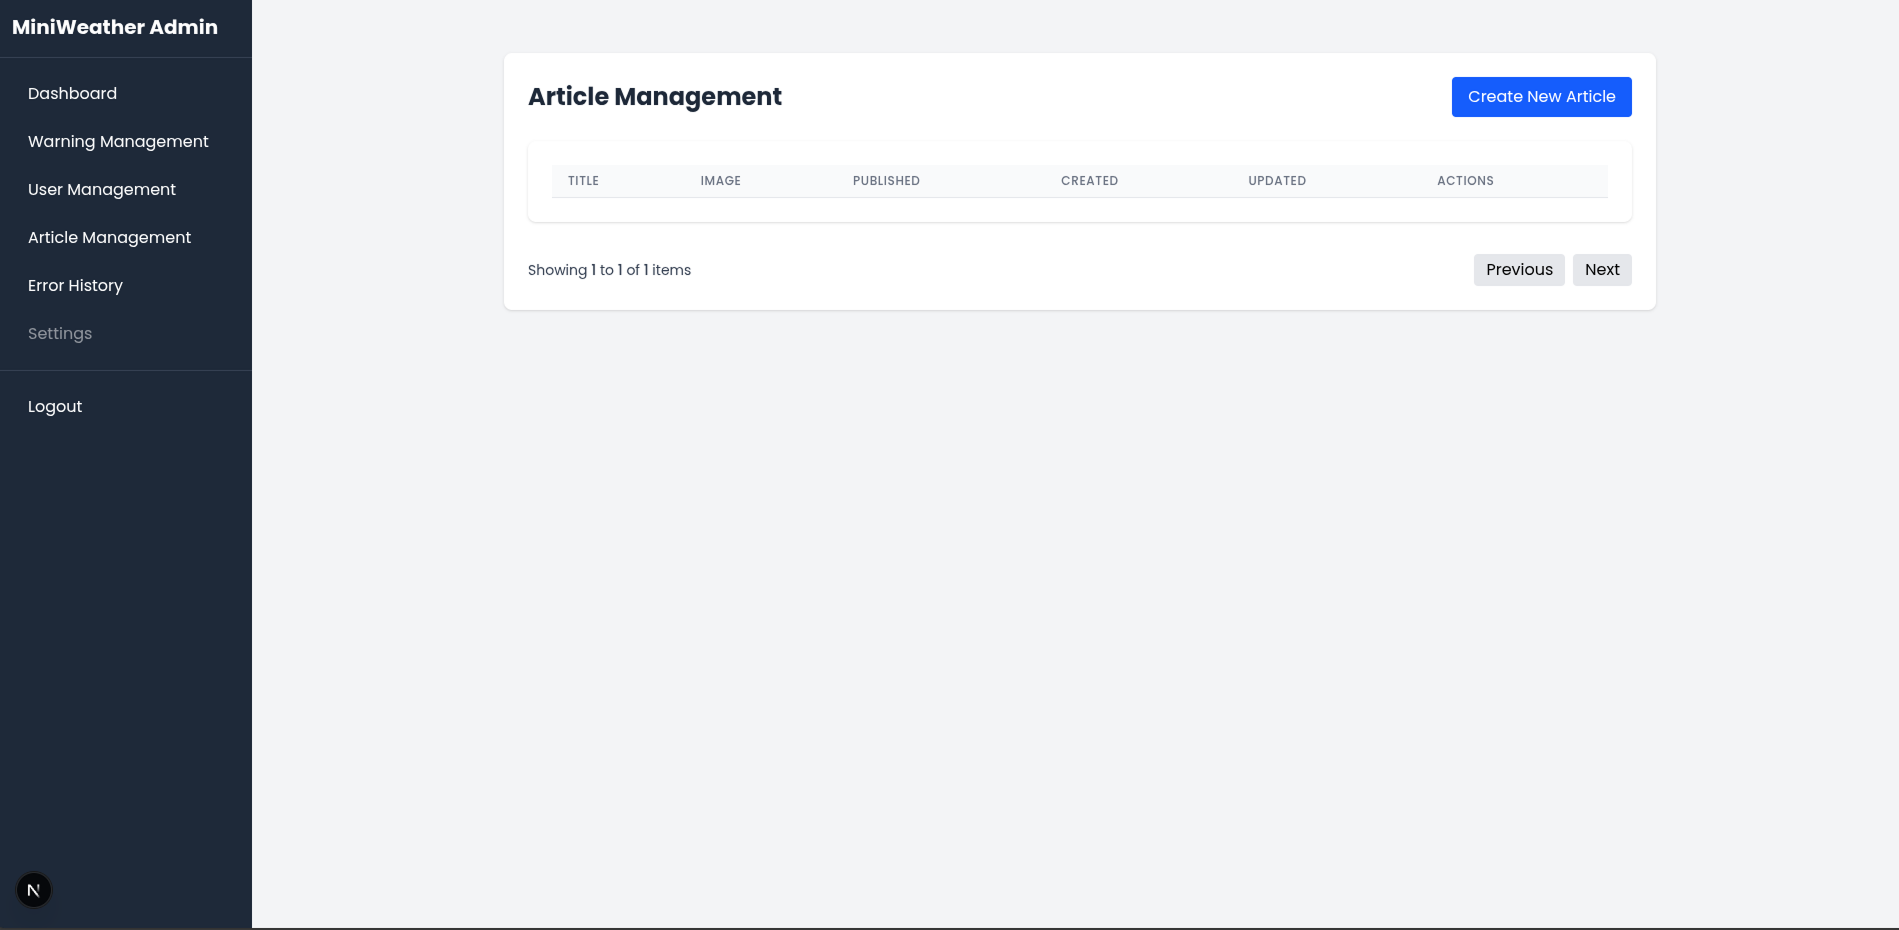 MiniWeather Admin
Dashboard
Warning Management
User Management
Article Management
Error History
Settings
Logout
N
Article Management
Create New Article
TITLE IMAGE PUBLISHED CREATED UPDATED ACTIONS
Showing 1 to 1 of 1 items
Previous Next